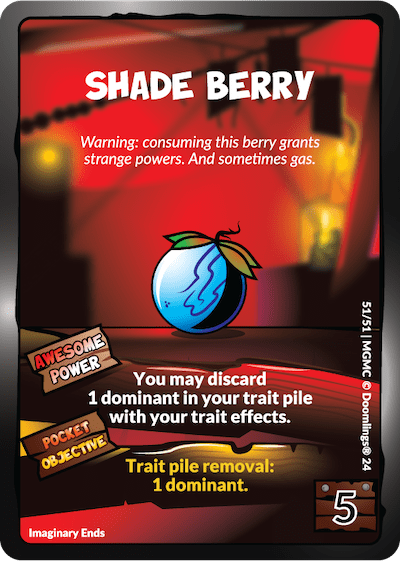 SHADE BERRY
Warning: consuming this berry grants
strange powers. And sometimes gas.
AWESOME
POWER
You may discard
1 dominant in your trait pile
with your trait effects.
POCKET
OBJECTIVE
Trait pile removal:
1 dominant.
51/51 | MGMC © Doomlings® 24
5
Imaginary Ends